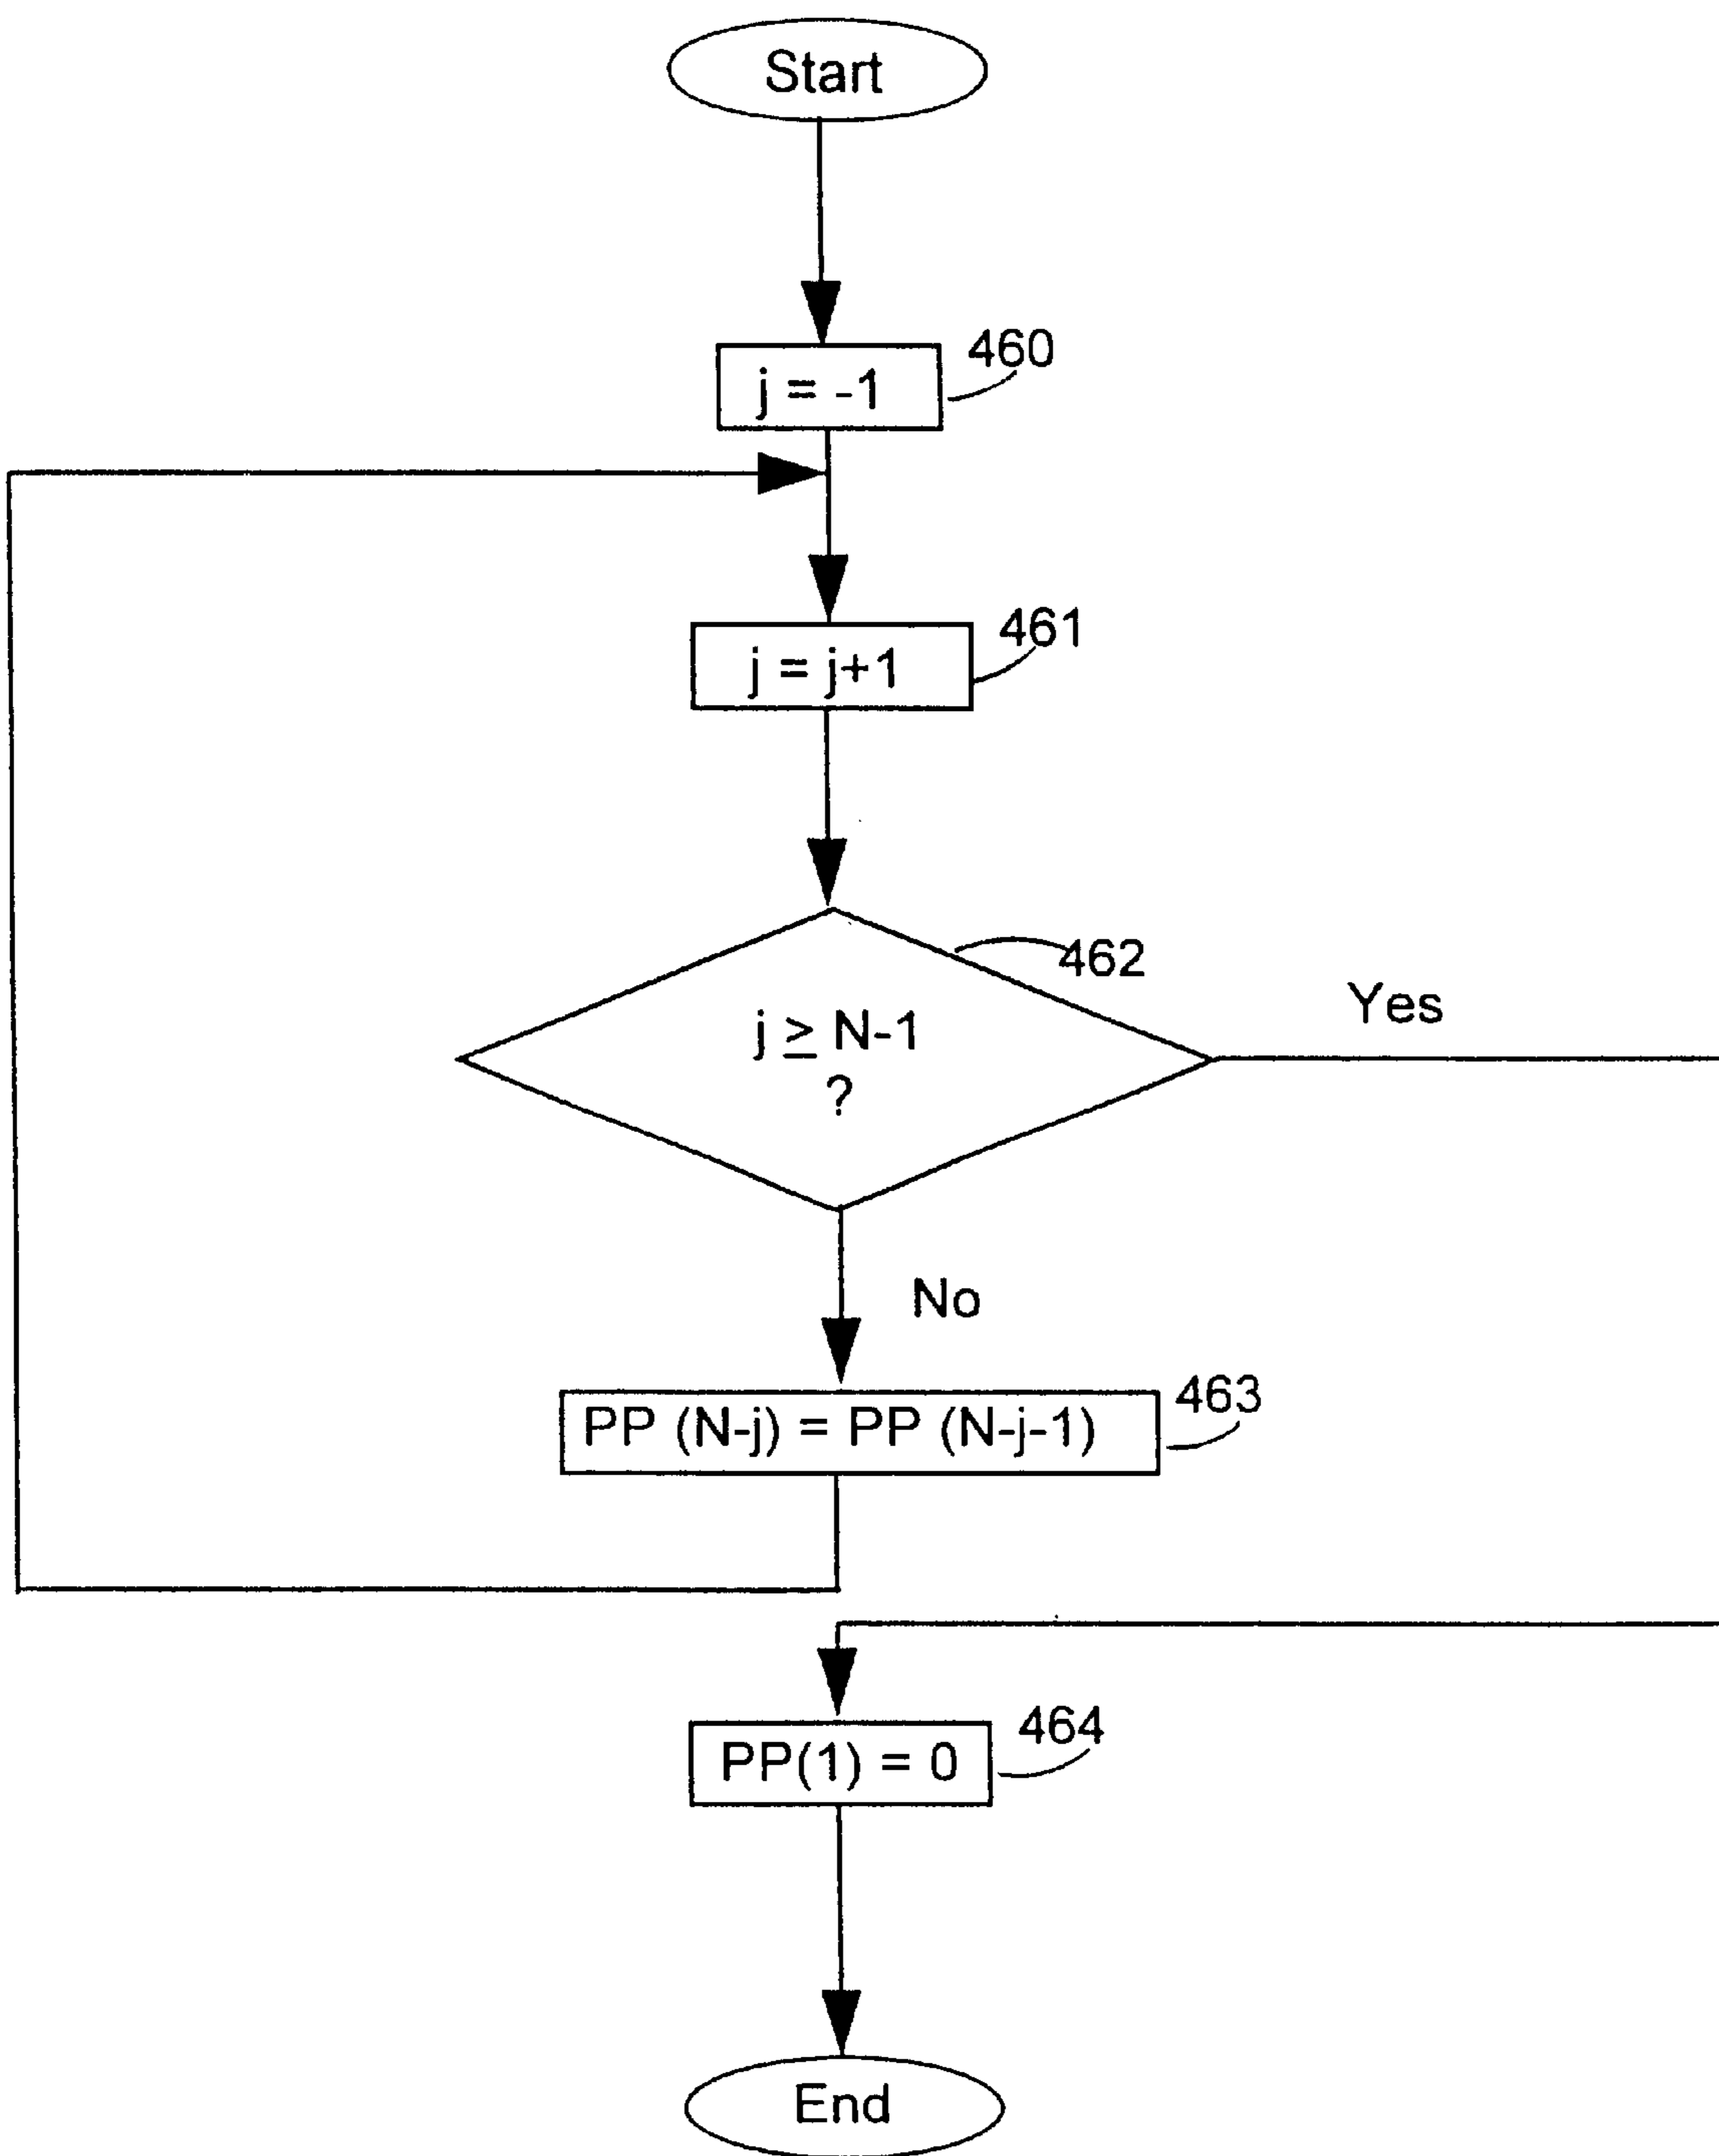 Start
460
j = -1
461
j = j+1
462
Yes
j ≥ N-1
?
No
463
PP (N-j) = PP (N-j-1)
464
PP(1) = 0
End